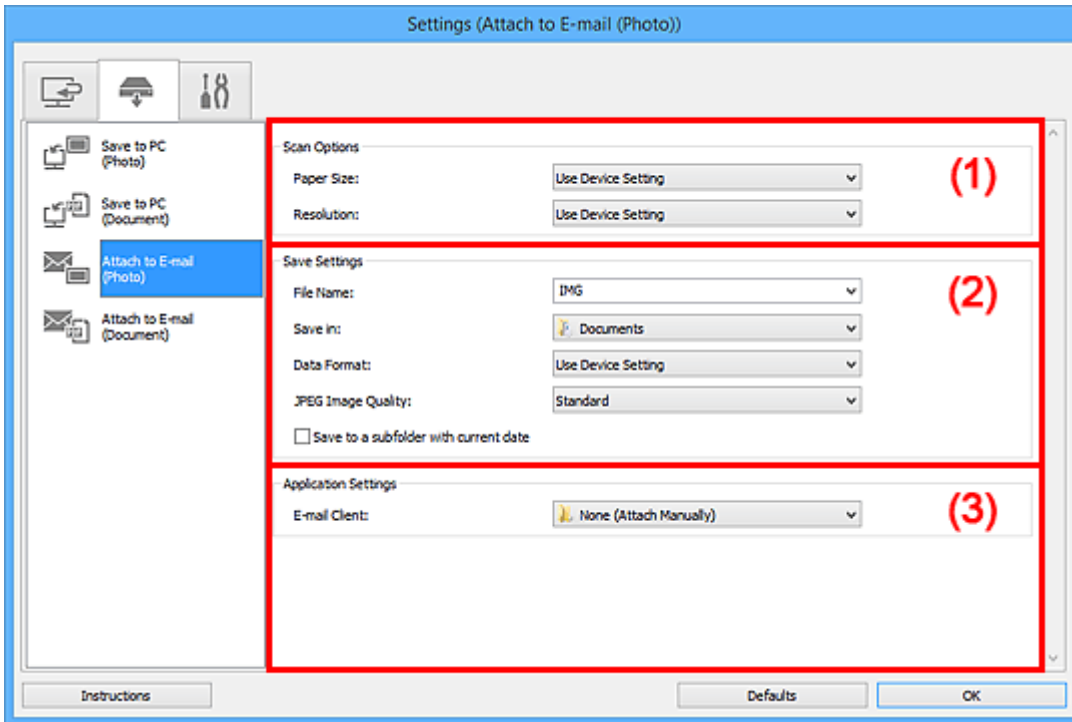 Settings (Attach to E-mail (Photo))
Save to PC
(Photo)
Save to PC
(Document)
Attach to E-mail
(Photo)
Attach to E-mail
(Document)
Scan Options
Paper Size: Use Device Setting
Resolution: Use Device Setting
(1)
Save Settings
File Name: IMG
Save in: Documents
Data Format: Use Device Setting
JPEG Image Quality: Standard
Save to a subfolder with current date
(2)
Application Settings
E-mail Client: None (Attach Manually)
(3)
Instructions Defaults OK